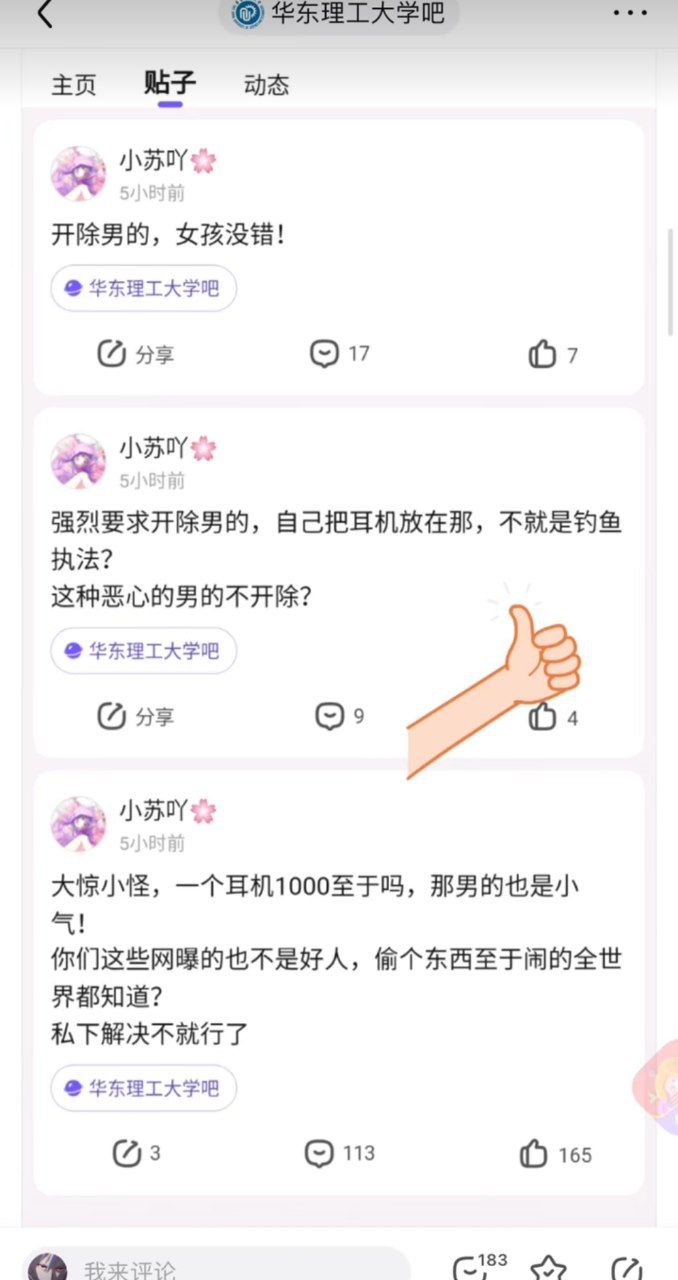 华东理工大学吧
主页 贴子 动态
小苏吖
5小时前
开除男的，女孩没错！
华东理工大学吧
分享 17 7
小苏吖
5小时前
强烈要求开除男的，自己把耳机放在那，不就是钓鱼
执法？
这种恶心的男的不开除？
华东理工大学吧
分享 9 4
小苏吖
5小时前
大惊小怪，一个耳机1000至于吗，那男的也是小
气！
你们这些网曝的也不是好人，偷个东西至于闹的全世
界都知道？
私下解决不就行了
华东理工大学吧
3 113 165
我来评论 183